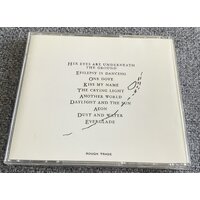 Her Eyes Are Underneath
The Ground
Epilepsy Is Dancing
One Dove
Kiss My Name
The Crying Light
Another World
Daylight and the Sun
Aeon
Dust and Water
Everglade
ROUGH TRADE